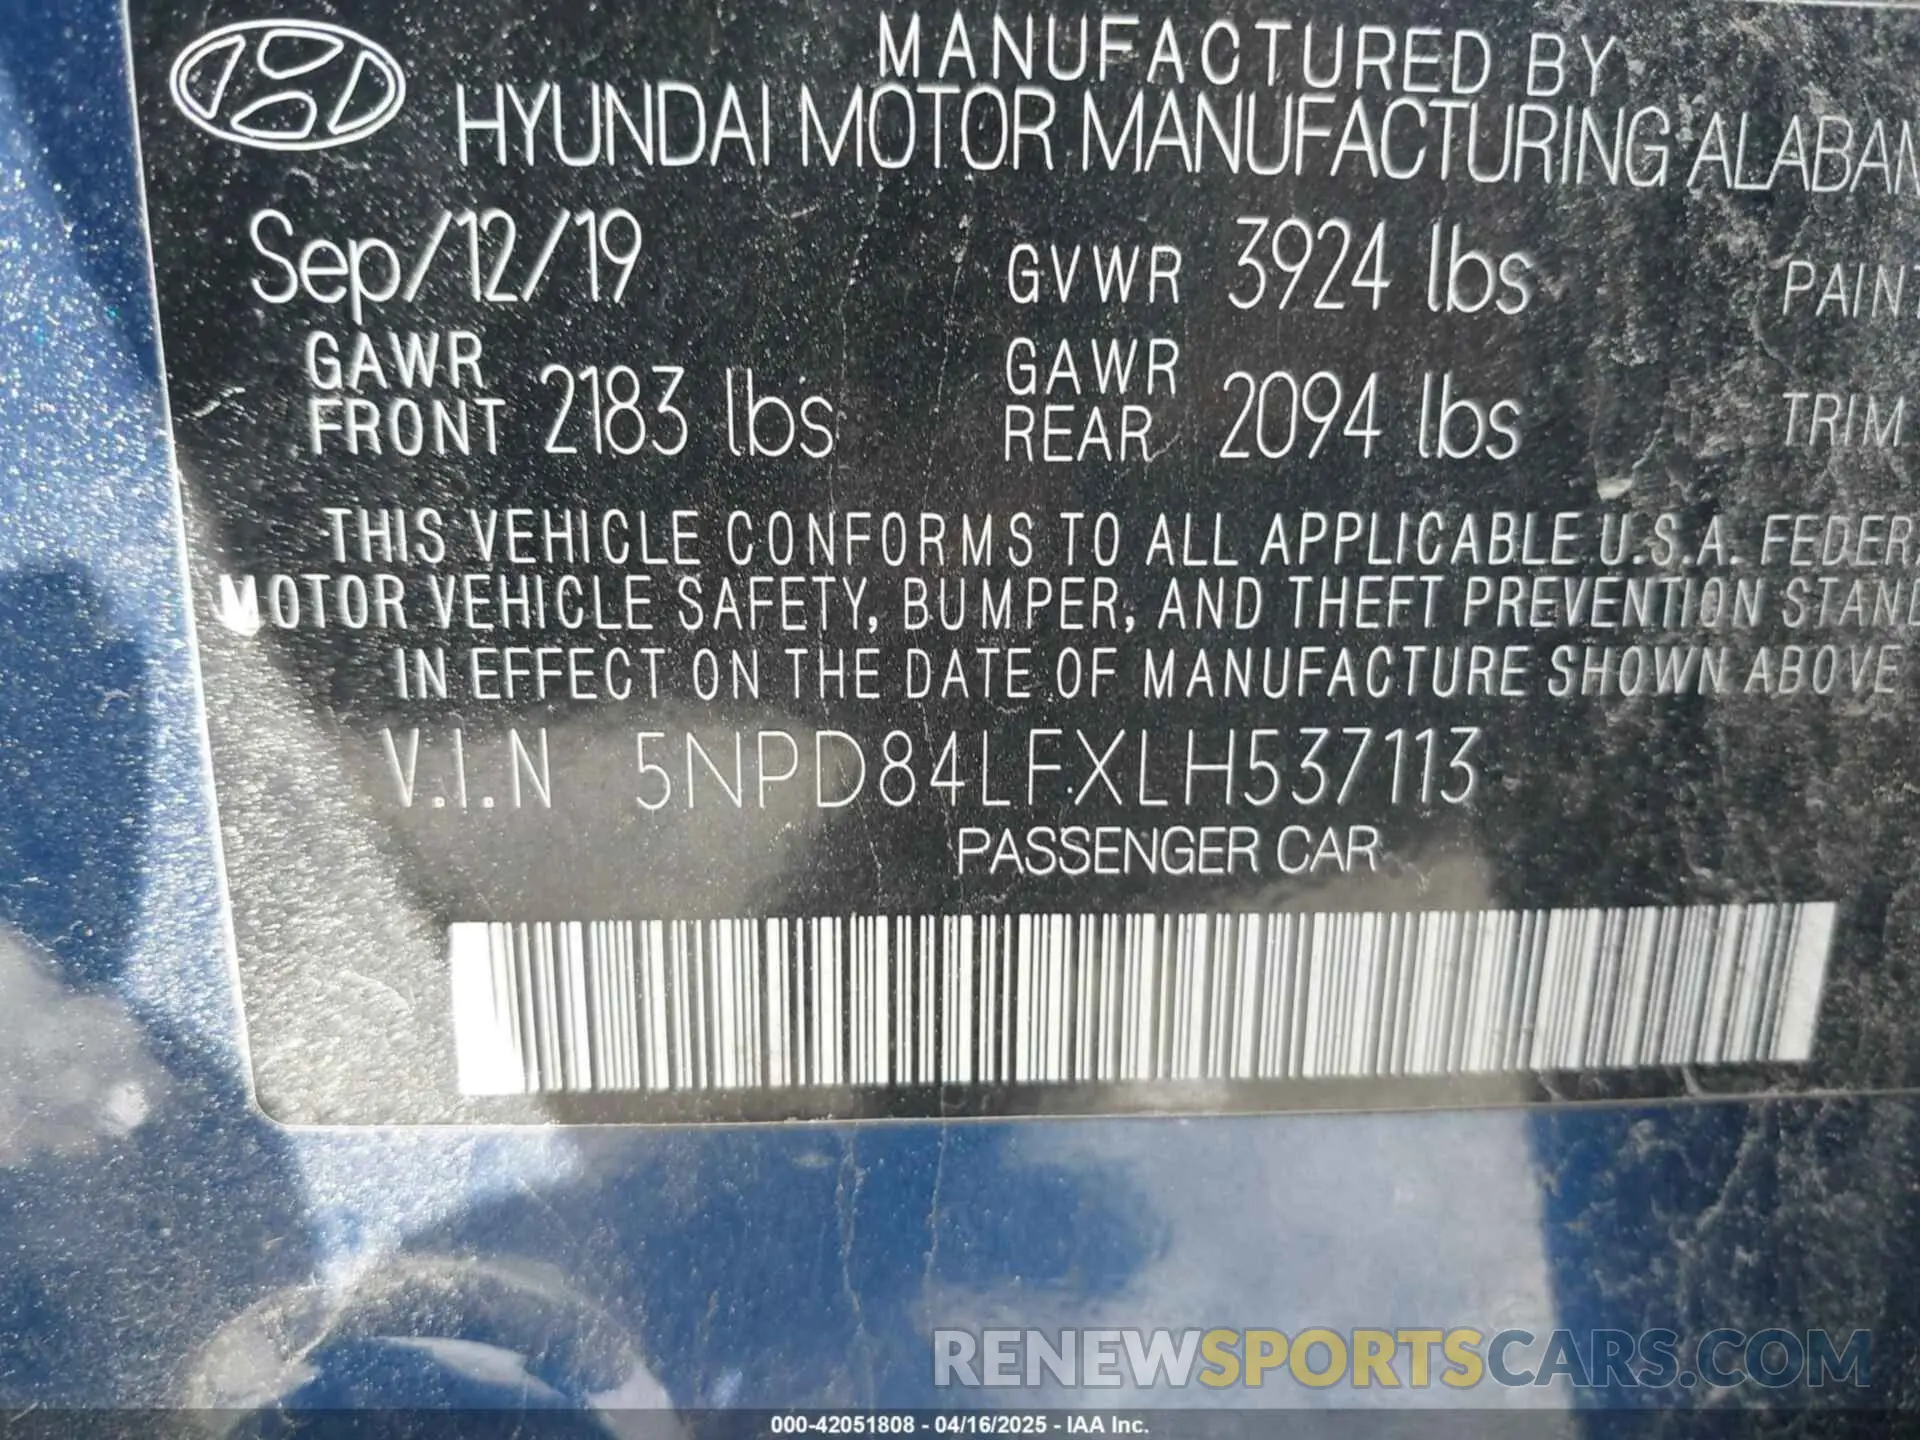 MANUFACTURED BY
HYUNDAI MOTOR MANUFACTURING ALABAM
Sep/12/19 GVWR 3924 lbs PAINT
GAWR FRONT 2183 lbs GAWR REAR 2094 lbs TRIM
THIS VEHICLE CONFORMS TO ALL APPLICABLE U.S.A. FEDERA
MOTOR VEHICLE SAFETY, BUMPER, AND THEFT PREVENTION STAND
IN EFFECT ON THE DATE OF MANUFACTURE SHOWN ABOVE
V.I.N 5NPD84LFXLH537113
PASSENGER CAR
RENEWSPORTSCARS.COM
000-42051808 - 04/16/2025 - IAA Inc.